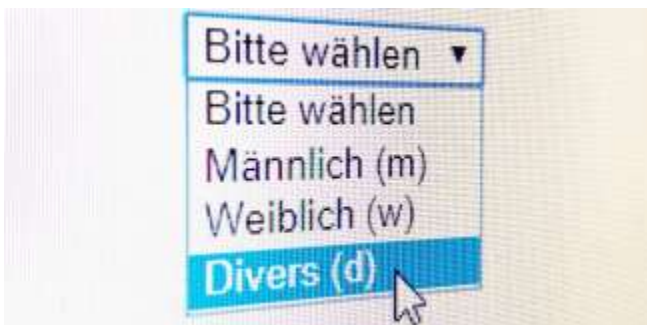 Bitte wählen ▼
Bitte wählen
Männlich (m)
Weiblich (w)
Divers (d)